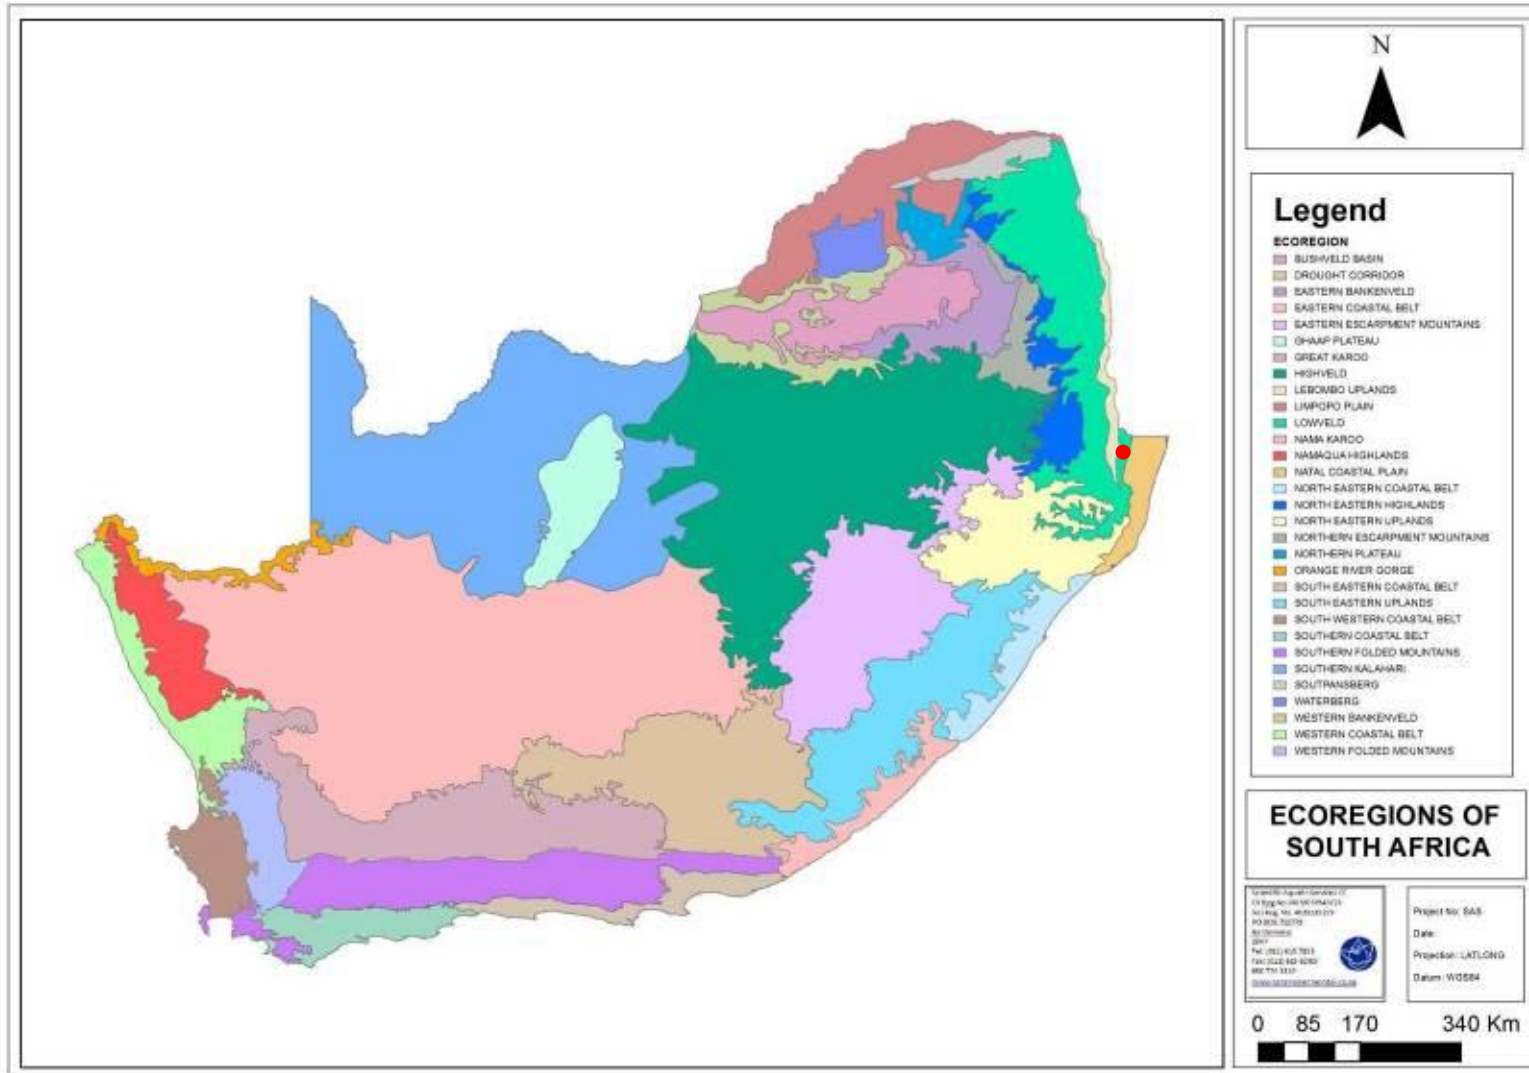 N
Legend
ECOREGION
BUSHVELD BASIN
DROUGHT CORRIDOR
EASTERN BANKENVELD
EASTERN COASTAL BELT
EASTERN ESCARPMENT MOUNTAINS
GHAAP PLATEAU
GREAT KAROO
HIGHVELD
LEBOMBO UPLANDS
LIMPOPO PLAIN
LOWVELD
NAMA KAROO
NAMAQUA HIGHLANDS
NATAL COASTAL PLAIN
NORTH EASTERN COASTAL BELT
NORTH EASTERN HIGHLANDS
NORTH EASTERN UPLANDS
NORTHERN ESCARPMENT MOUNTAINS
NORTHERN PLATEAU
ORANGE RIVER GORGE
SOUTH EASTERN COASTAL BELT
SOUTH EASTERN UPLANDS
SOUTH WESTERN COASTAL BELT
SOUTHERN COASTAL BELT
SOUTHERN FOLDED MOUNTAINS
SOUTHERN KALAHARI
SOUTPANSBERG
WATERBERG
WESTERN BANKENVELD
WESTERN COASTAL BELT
WESTERN FOLDED MOUNTAINS
ECOREGIONS OF
SOUTH AFRICA
Project No: SAS
Date:
Projection: LATLONG
Datum: WGS84
0 85 170 340 Km